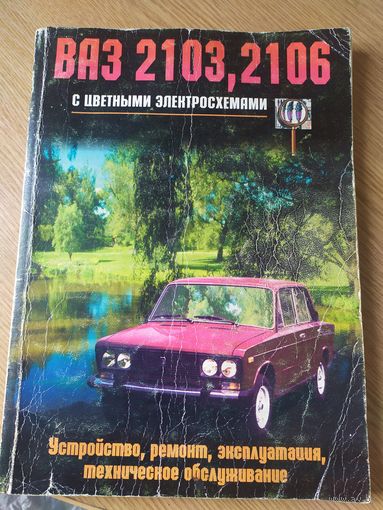 ВАЗ 2103, 2106
С ЦВЕТНЫМИ ЭЛЕКТРОСХЕМАМИ
Устройство, ремонт, эксплуатация,
техническое обслуживание